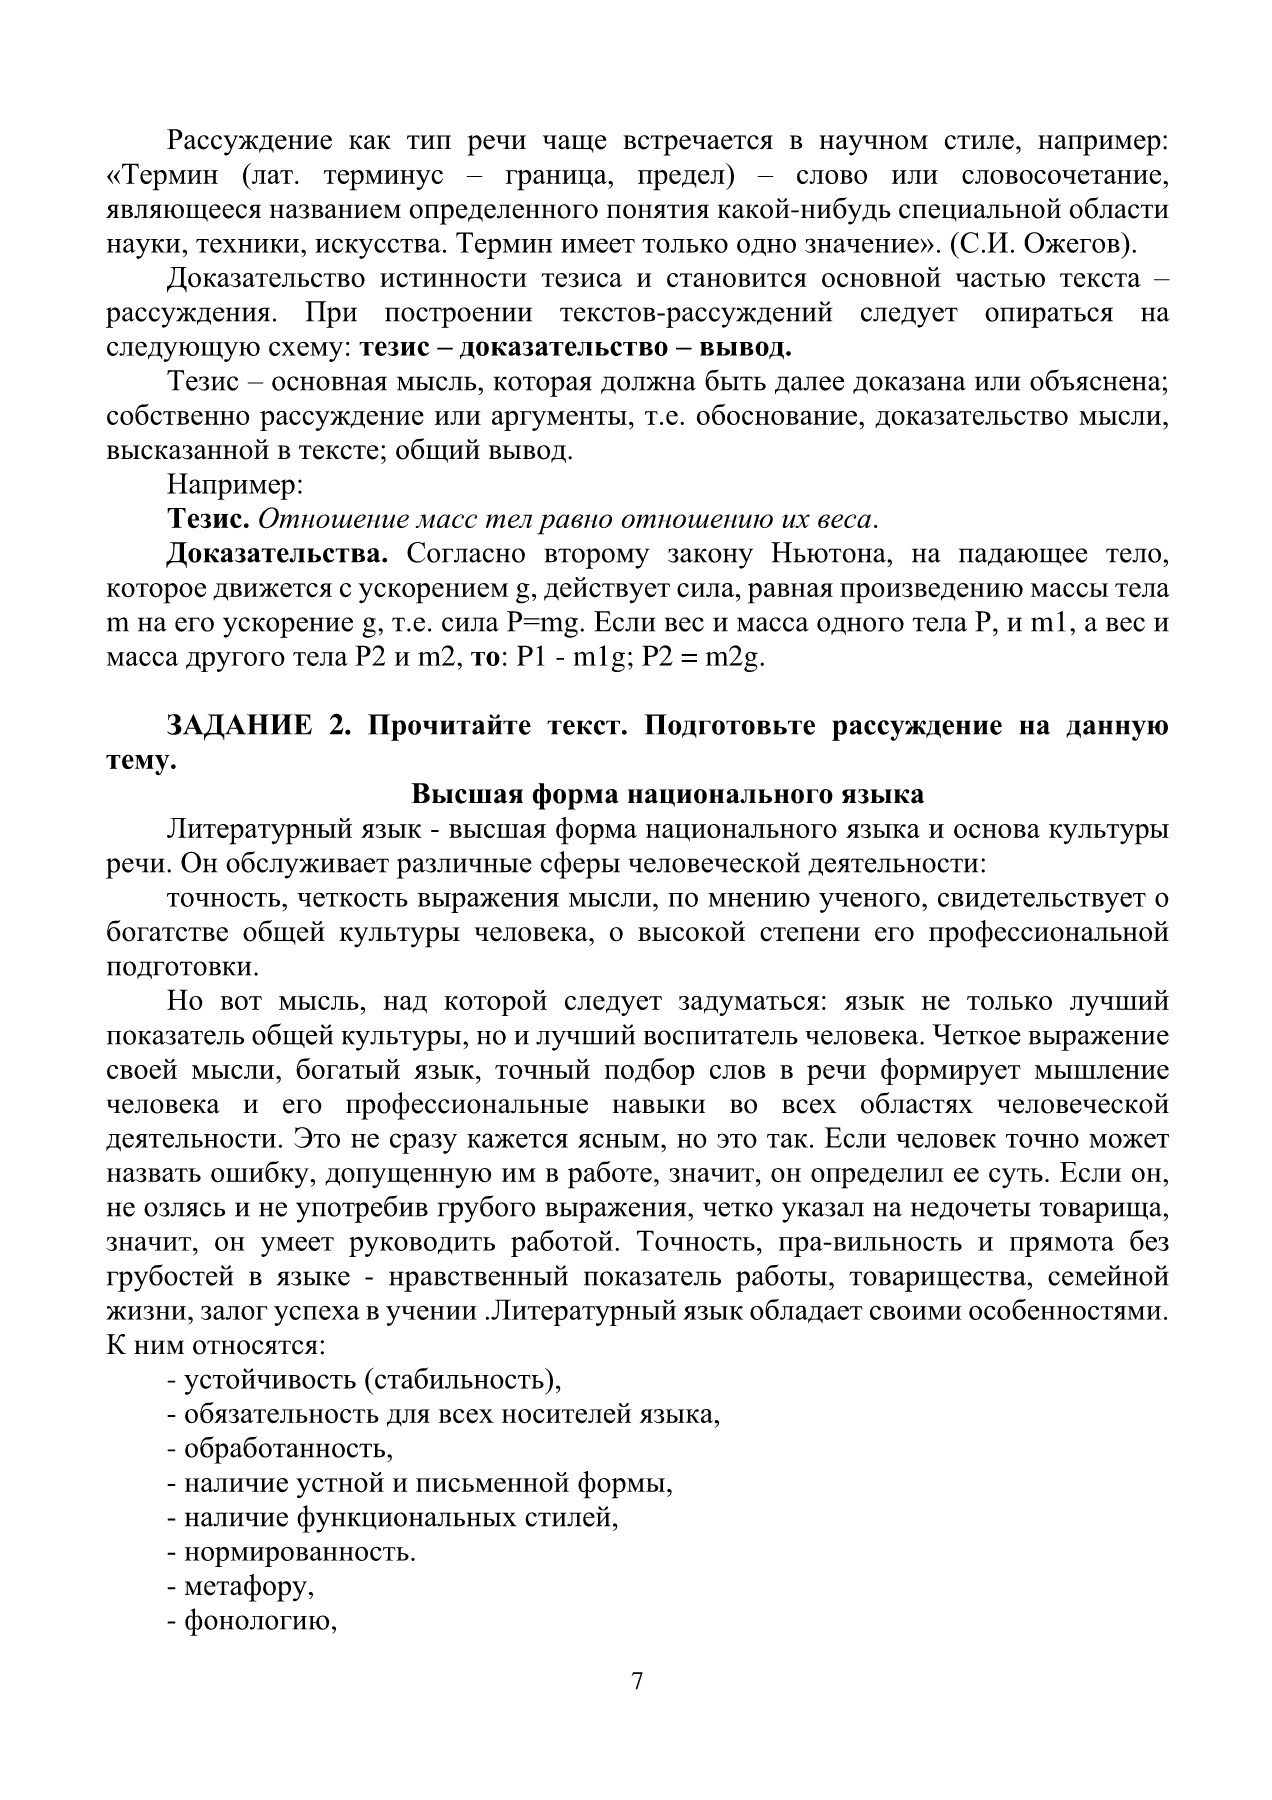 Рассуждение как тип речи чаще встречается в научном стиле, например:
«Термин (лат. терминус – граница, предел) – слово или словосочетание,
являющееся названием определенного понятия какой-нибудь специальной области
науки, техники, искусства. Термин имеет только одно значение». (С.И. Ожегов).
Доказательство истинности тезиса и становится основной частью текста –
рассуждения. При построении текстов-рассуждений следует опираться на
следующую схему: тезис – доказательство – вывод.
Тезис – основная мысль, которая должна быть далее доказана или объяснена;
собственно рассуждение или аргументы, т.е. обоснование, доказательство мысли,
высказанной в тексте; общий вывод.
Например:
Тезис. Отношение масс тел равно отношению их веса.
Доказательства. Согласно второму закону Ньютона, на падающее тело,
которое движется с ускорением g, действует сила, равная произведению массы тела
m на его ускорение g, т.е. сила P=mg. Если вес и масса одного тела Р, и m1, а вес и
масса другого тела P2 и m2, то: P1 - m1g; P2 = m2g.
ЗАДАНИЕ 2. Прочитайте текст. Подготовьте рассуждение на данную
тему.
Высшая форма национального языка
Литературный язык - высшая форма национального языка и основа культуры
речи. Он обслуживает различные сферы человеческой деятельности:
точность, четкость выражения мысли, по мнению ученого, свидетельствует о
богатстве общей культуры человека, о высокой степени его профессиональной
подготовки.
Но вот мысль, над которой следует задуматься: язык не только лучший
показатель общей культуры, но и лучший воспитатель человека. Четкое выражение
своей мысли, богатый язык, точный подбор слов в речи формирует мышление
человека и его профессиональные навыки во всех областях человеческой
деятельности. Это не сразу кажется ясным, но это так. Если человек точно может
назвать ошибку, допущенную им в работе, значит, он определил ее суть. Если он,
не озлясь и не употребив грубого выражения, четко указал на недочеты товарища,
значит, он умеет руководить работой. Точность, пра-вильность и прямота без
грубостей в языке - нравственный показатель работы, товарищества, семейной
жизни, залог успеха в учении .Литературный язык обладает своими особенностями.
К ним относятся:
- устойчивость (стабильность),
- обязательность для всех носителей языка,
- обработанность,
- наличие устной и письменной формы,
- наличие функциональных стилей,
- нормированность.
- метафору,
- фонологию,
7